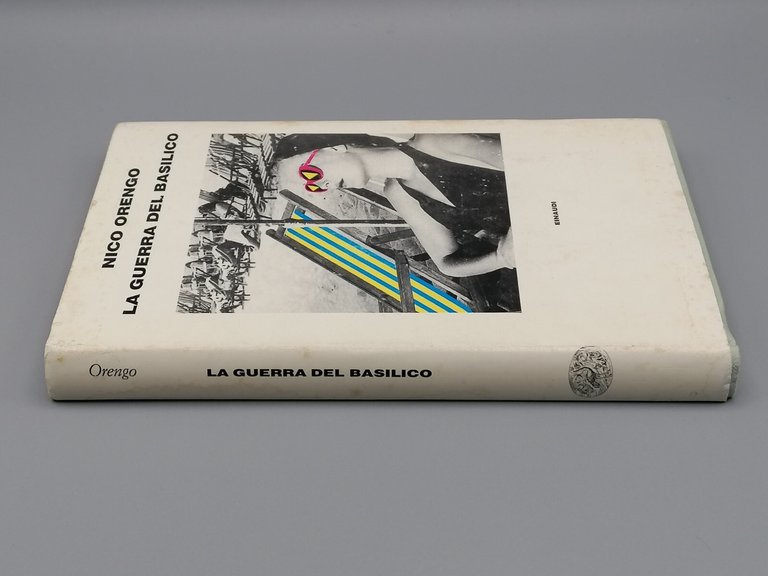 NICO ORENGO
LA GUERRA DEL BASILICO
EINAUDI
Orengo
LA GUERRA DEL BASILICO